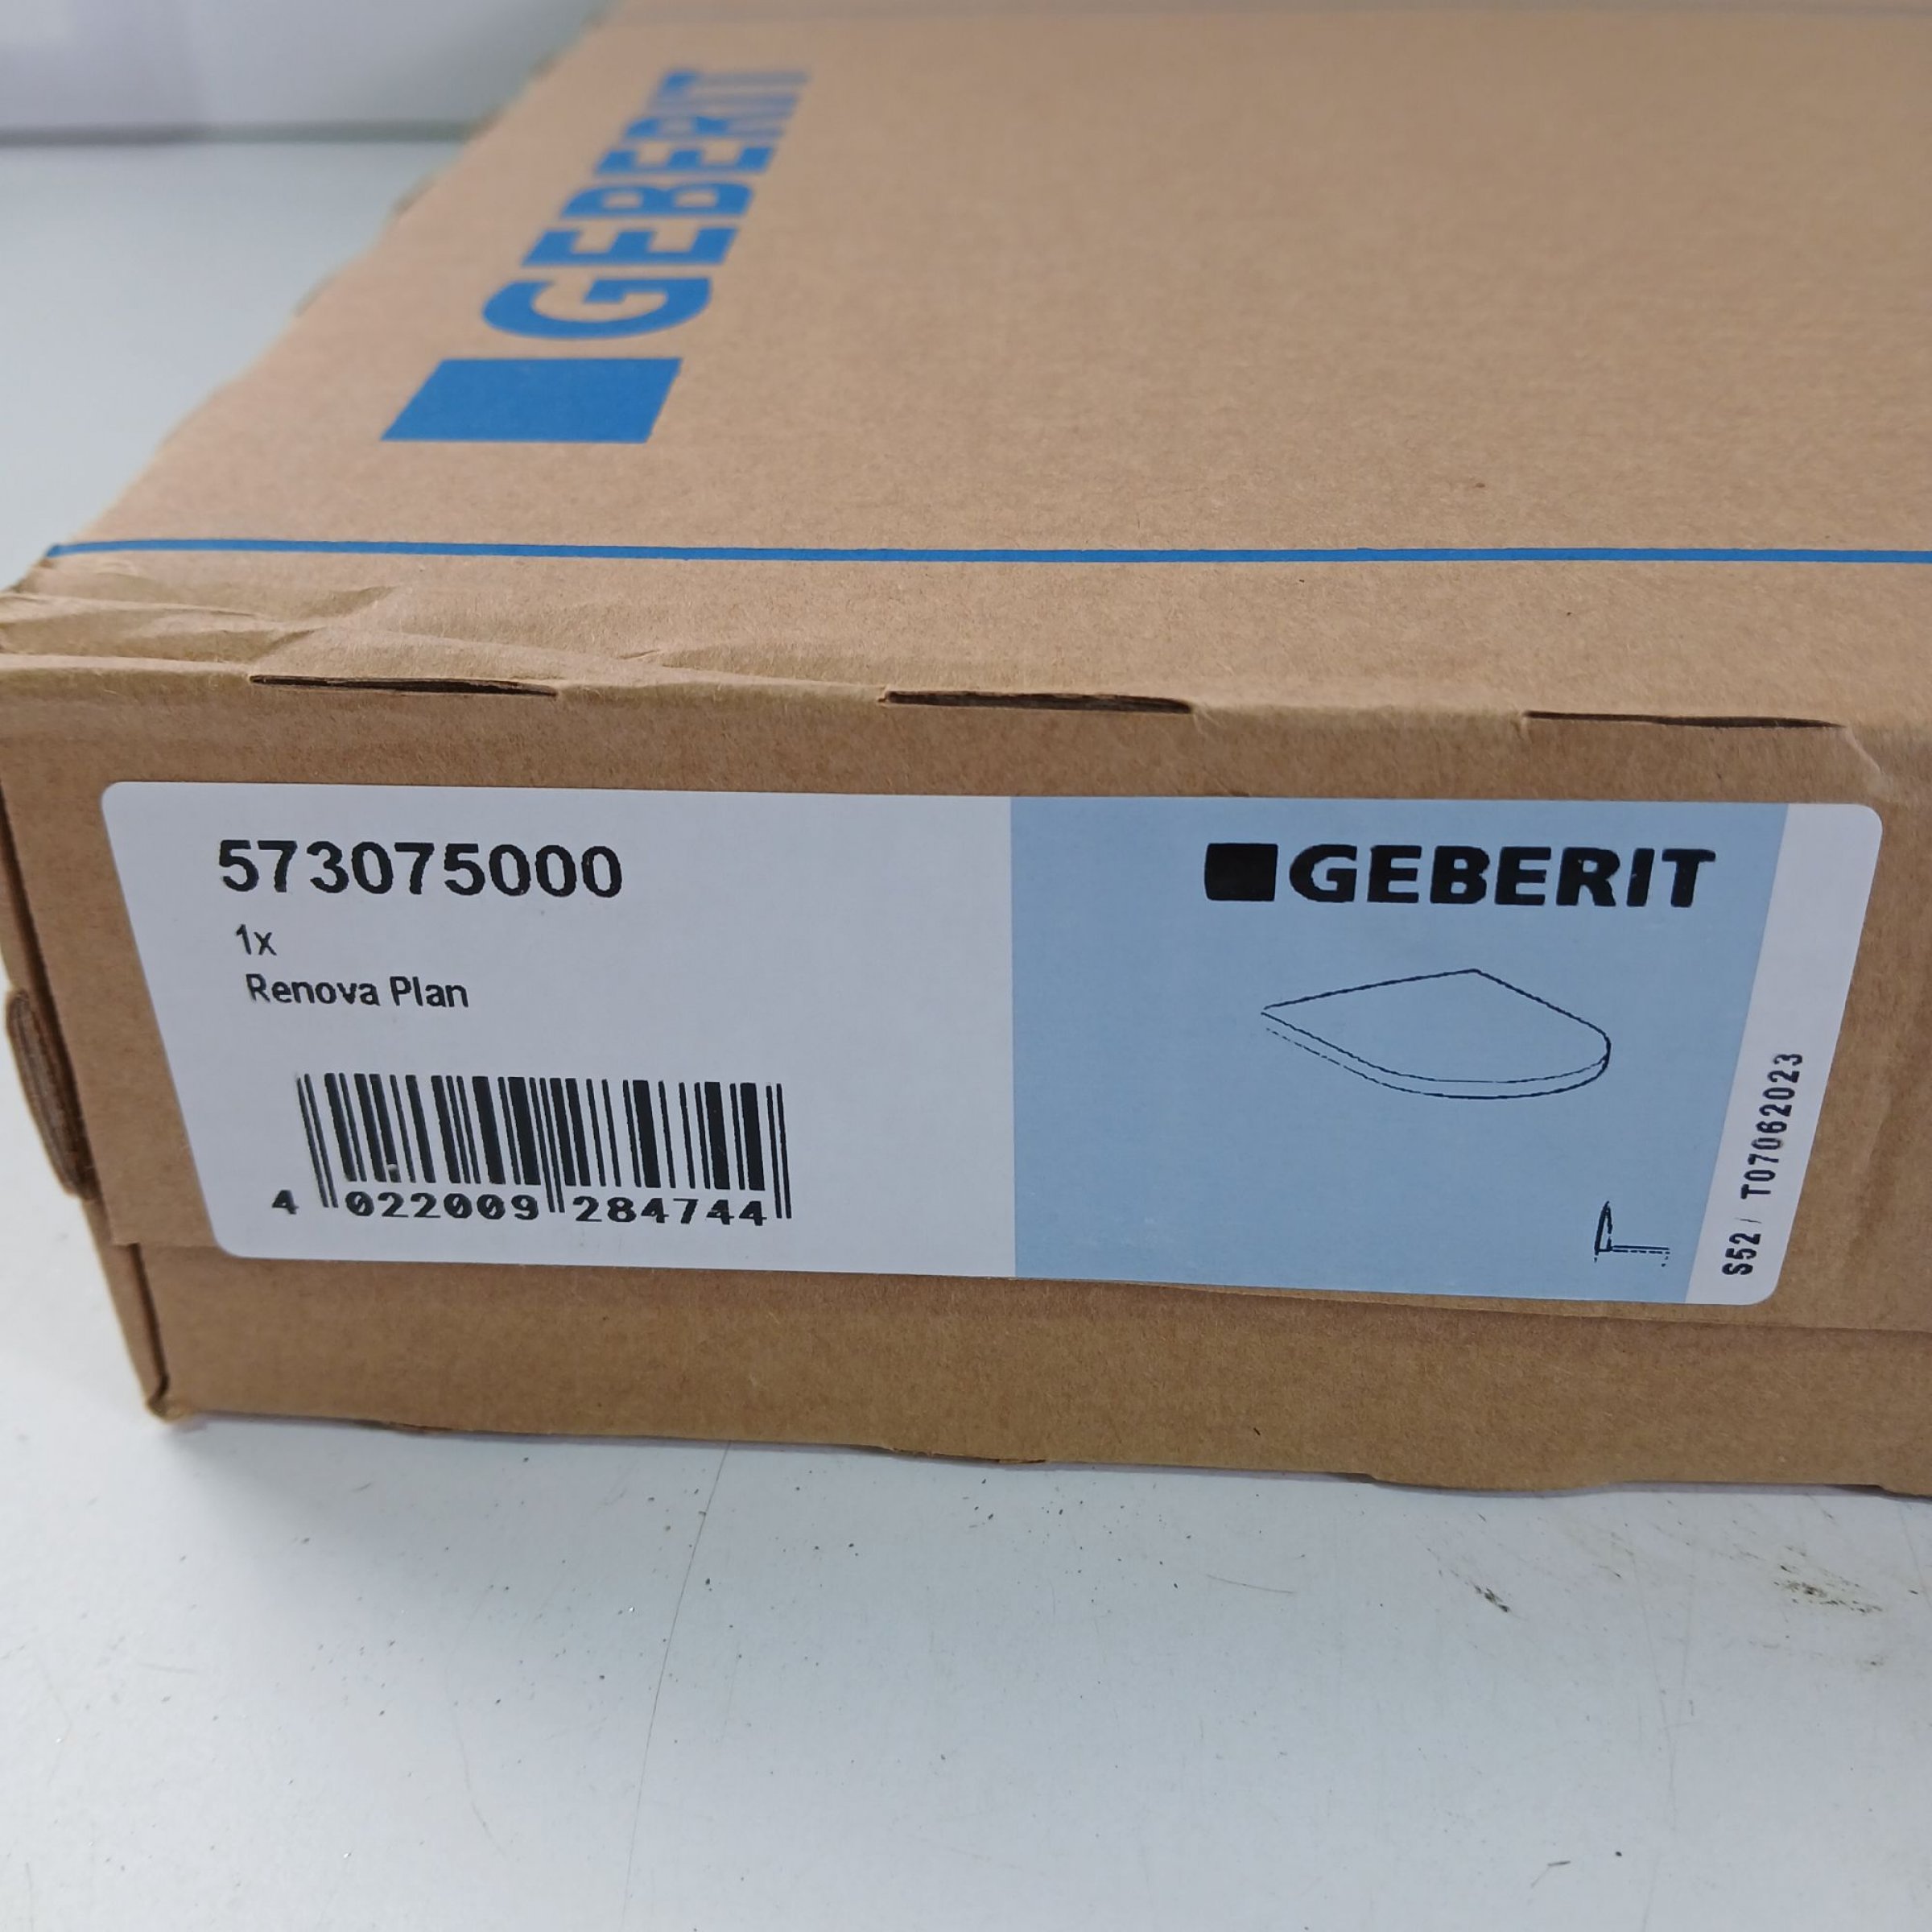 GEBERIT
573075000
1x
Renova Plan
4 022009 284744
GEBERIT
S52/ T07062023